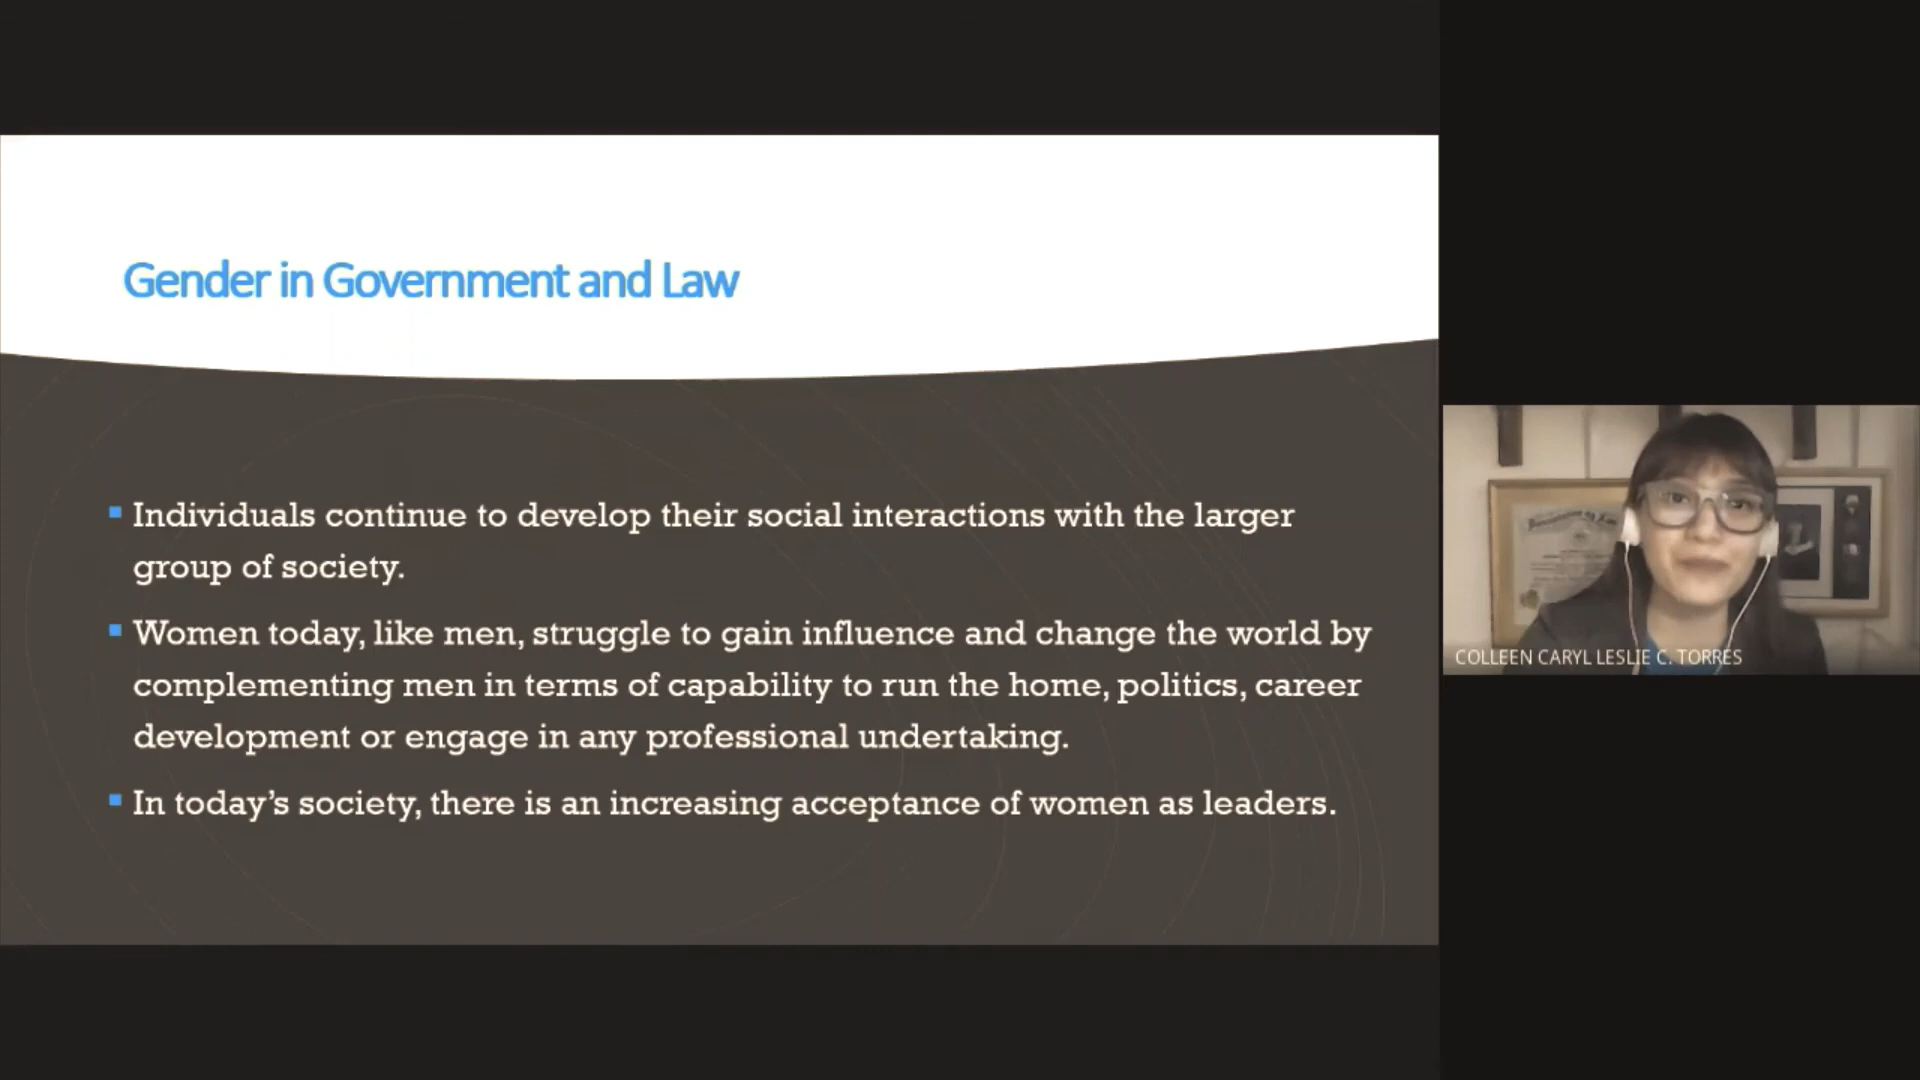 Gender in Government and Law
Individuals continue to develop their social interactions with the larger
group of society.
Women today, like men, struggle to gain influence and change the world by
complementing men in terms of capability to run the home, politics, career
development or engage in any professional undertaking.
In today’s society, there is an increasing acceptance of women as leaders.
COLLEEN CARYL LESLIE C. TORRES